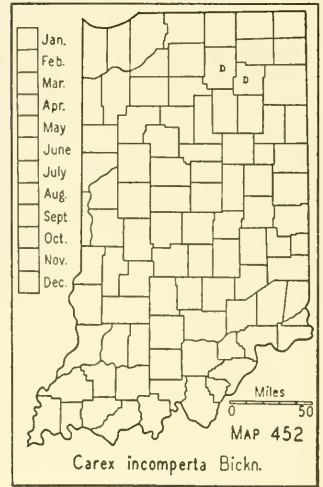 Jan.
Feb.
Mar.
Apr.
May
June
July
Aug.
Sept.
Oct.
Nov.
Dec.
D
D
Miles
0 50
MAP 452
Carex incomperta Bickn.